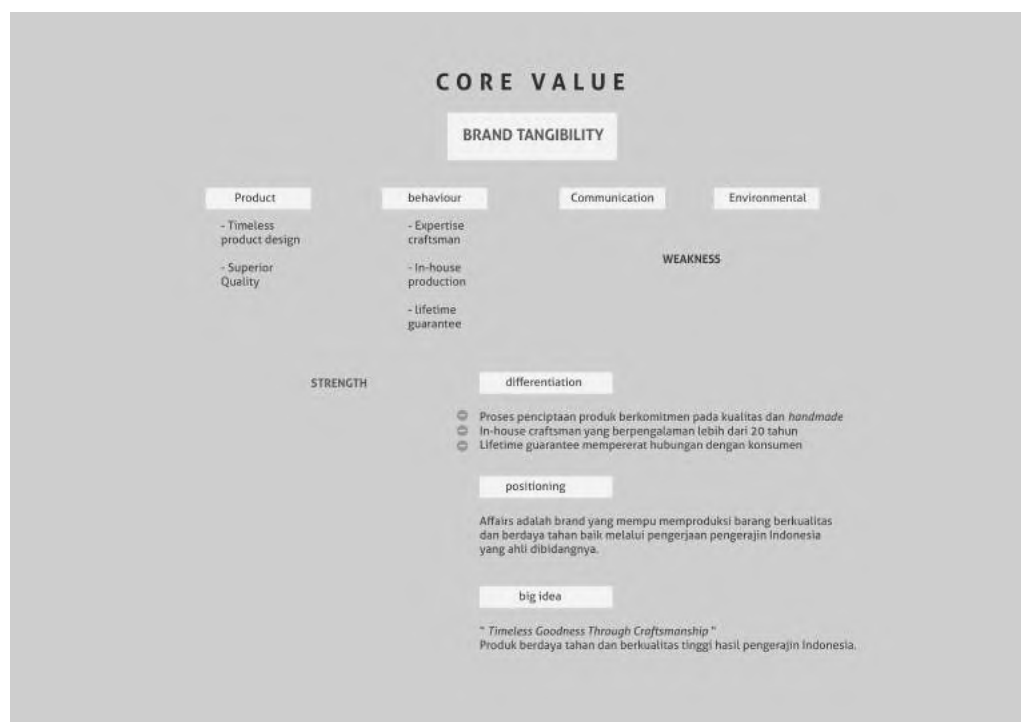 CORE VALUE
BRAND TANGIBILITY
Product
- Timeless
product design
- Superior
Quality
behaviour
- Expertise
craftsman
- In-house
production
- lifetime
guarantee
Communication
Environmental
WEAKNESS
STRENGTH
differentiation
Proses penciptaan produk berkomitmen pada kualitas dan handmade
In-house craftsman yang berpengalaman lebih dari 20 tahun
Lifetime guarantee mempererat hubungan dengan konsumen
positioning
Affairs adalah brand yang mempu memproduksi barang berkualitas
dan berdaya tahan baik melalui pengerjaan pengerajin Indonesia
yang ahli dibidangnya.
big idea
" Timeless Goodness Through Craftsmanship "
Produk berdaya tahan dan berkualitas tinggi hasil pengerajin Indonesia.